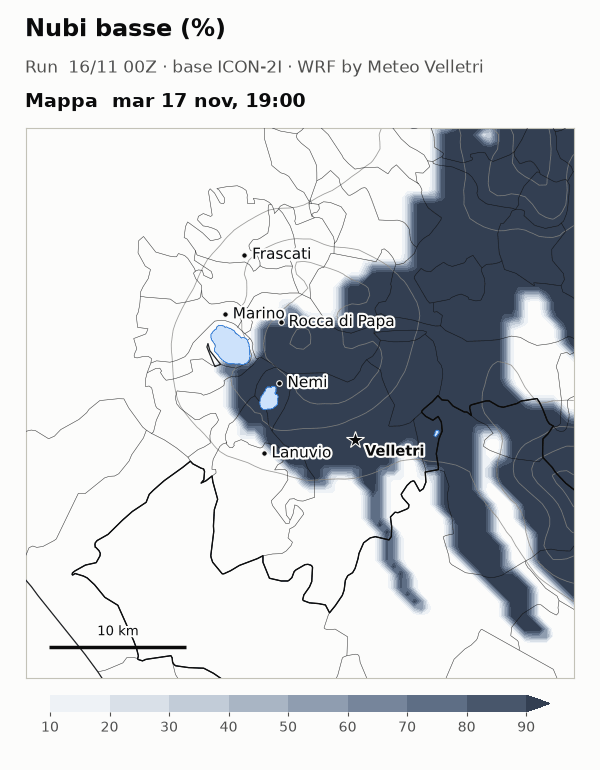 Nubi basse (%)
Run  16/11 00Z · base ICON-2I · WRF by Meteo Velletri
Mappa  mar 17 nov, 19:00
Frascati
Marino
Rocca di Papa
Nemi
Velletri
Lanuvio
10 km
10 20 30 40 50 60 70 80 90